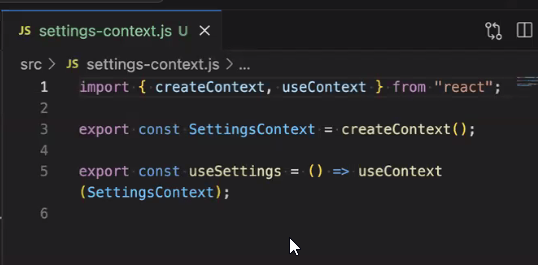 JS settings-context.js U
src > JS settings-context.js > ...
1 import { createContext, useContext } from "react";
2
3 export const SettingsContext = createContext();
4
5 export const useSettings = () => useContext
(SettingsContext);
6